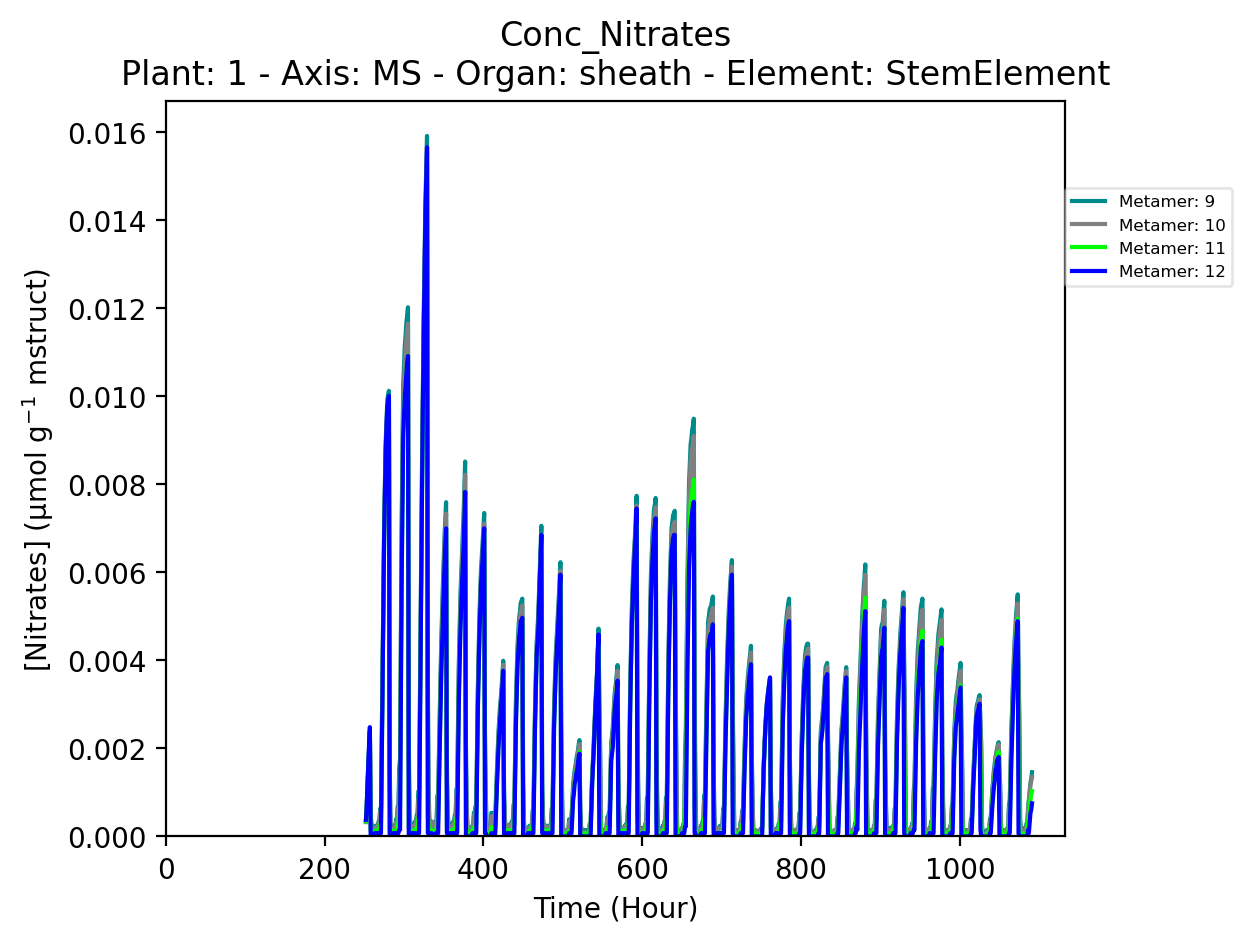 Conc_Nitrates
Plant: 1 - Axis: MS - Organ: sheath - Element: StemElement
[Nitrates] (µmol g⁻¹ mstruct)
0.016
0.014
0.012
0.010
0.008
0.006
0.004
0.002
0.000
0 200 400 600 800 1000
Time (Hour)
Metamer: 9
Metamer: 10
Metamer: 11
Metamer: 12